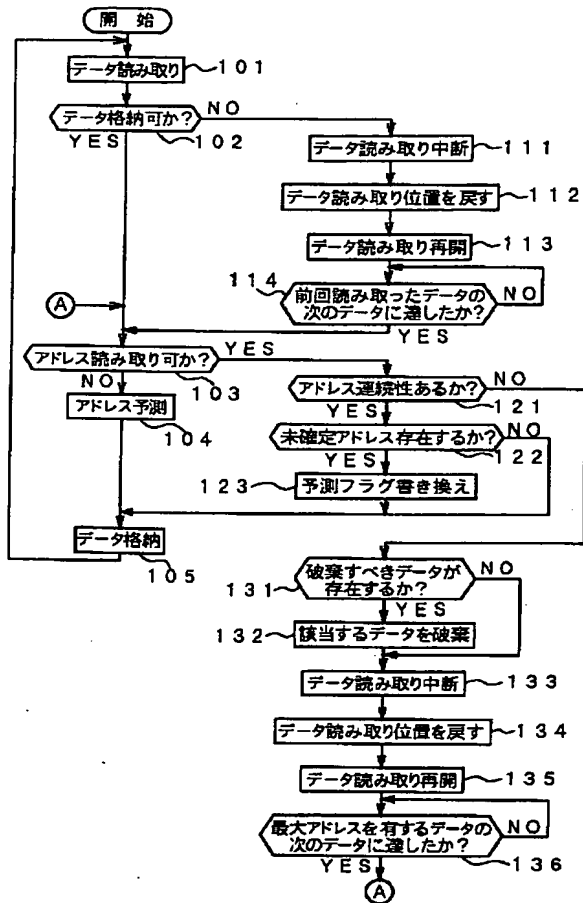 開 始
データ読み取り
101
データ格納可か?
NO
YES
102
データ読み取り中断
111
データ読み取り位置を戻す
112
データ読み取り再開
113
114
前回読み取ったデータの
次のデータに達したか?
NO
YES
A
アドレス読み取り可か?
YES
NO
103
アドレス予測
104
アドレス連続性あるか?
NO
YES
121
未確定アドレス存在するか?
NO
YES
122
123
予測フラグ書き換え
データ格納
105
破棄すべきデータが
存在するか?
NO
131
YES
132
該当するデータを破棄
データ読み取り中断
133
データ読み取り位置を戻す
134
データ読み取り再開
135
最大アドレスを有するデータの
次のデータに達したか?
NO
YES
136
A